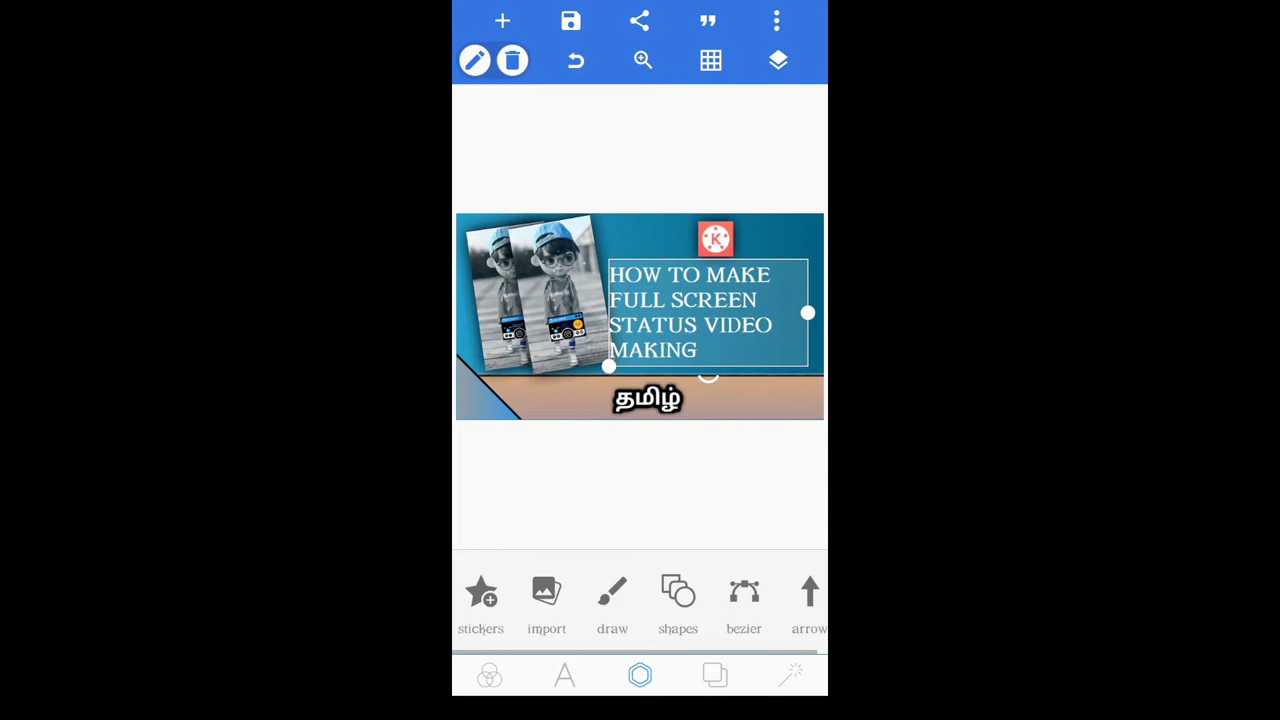 K
HOW TO MAKE
FULL SCREEN
STATUS VIDEO
MAKING
தமிழ்
stickers import draw shapes bezier arrow
A